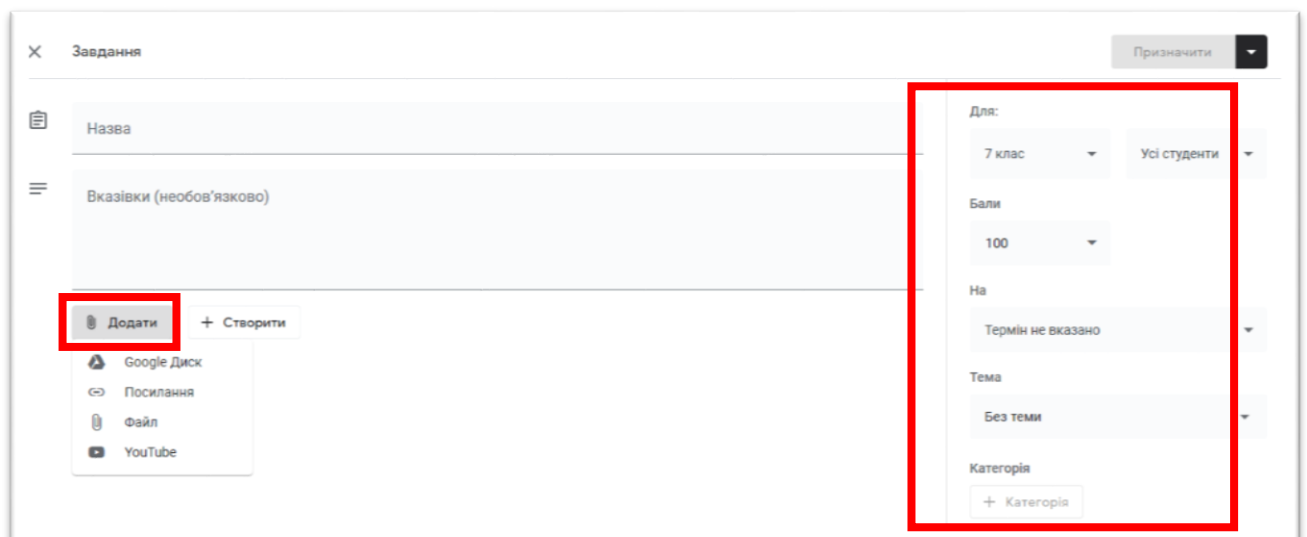 Завдання
Призначити
Назва
Вказівки (необов'язково)
Додати
+ Створити
Google Диск
Посилання
Файл
YouTube
Для:
7 клас
Усі студенти
Бали
100
На
Термін не вказано
Тема
Без теми
Категорія
+ Категорія